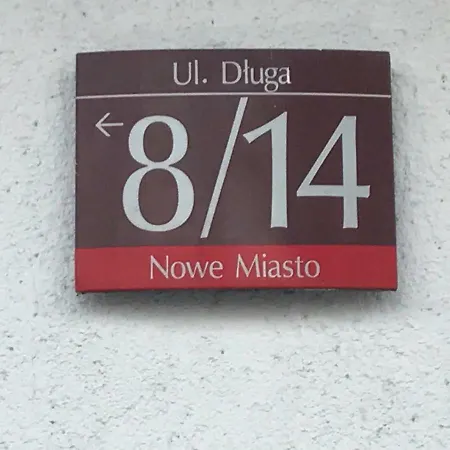 Ul. Długa
← 8/14
Nowe Miasto